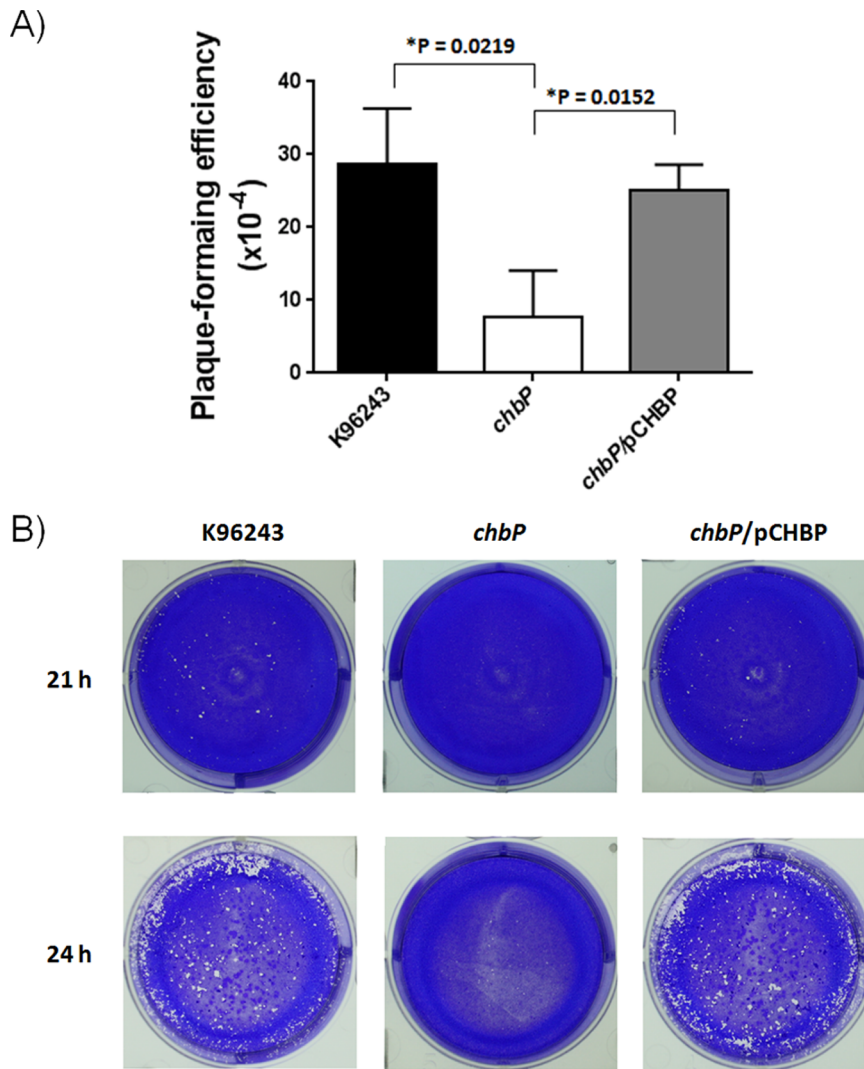 A)
*P = 0.0219
*P = 0.0152
Plaque-formaing efficiency
(x10-4)
40
30
20
10
0
K96243
chbP
chbP/pCHBP
B)
K96243 chbP chbP/pCHBP
21 h
24 h